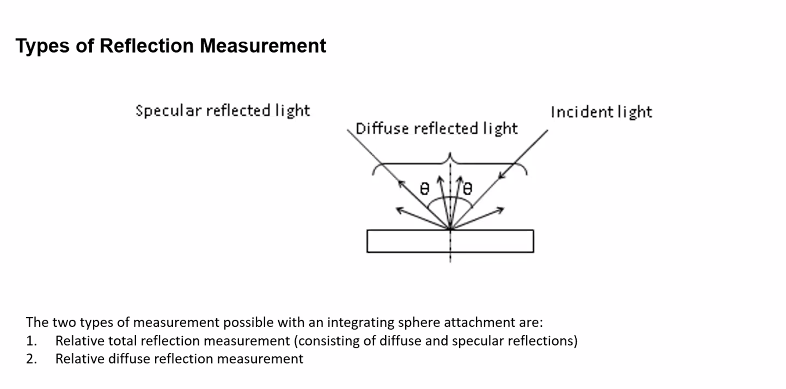 Types of Reflection Measurement
Specular reflected light
Incident light
Diffuse reflected light
θ
θ
The two types of measurement possible with an integrating sphere attachment are:
1. Relative total reflection measurement (consisting of diffuse and specular reflections)
2. Relative diffuse reflection measurement